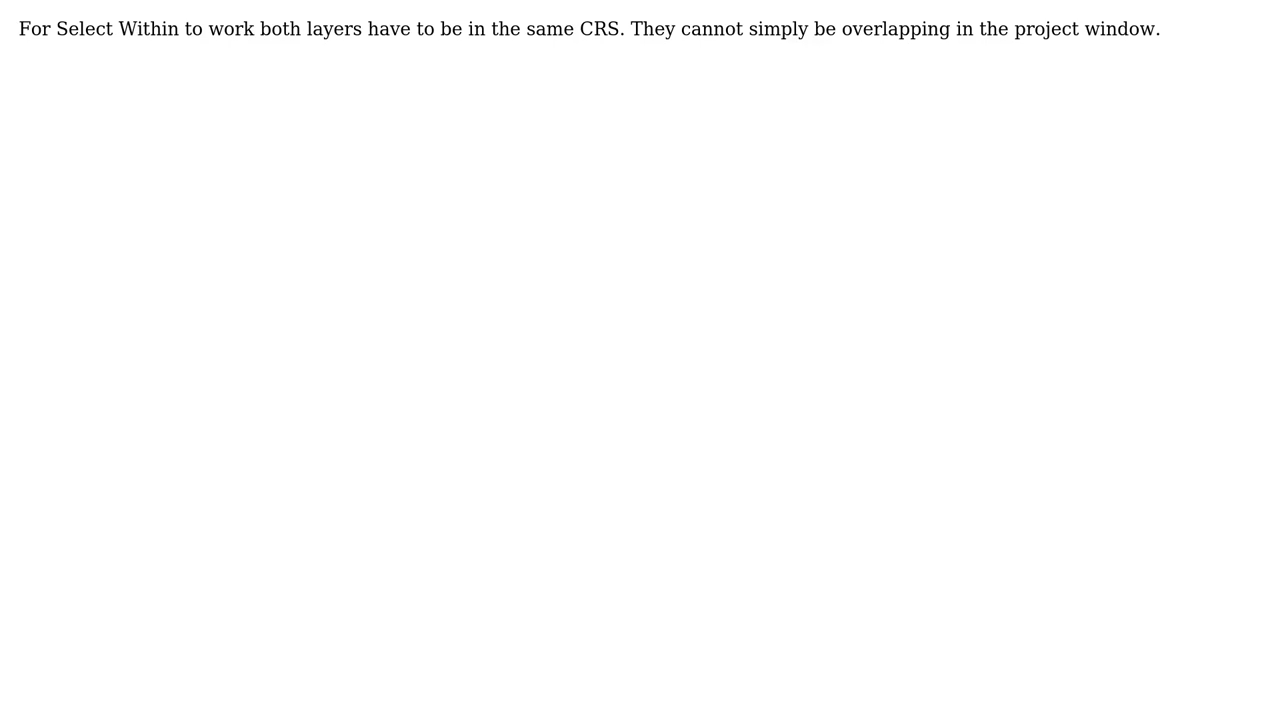 For Select Within to work both layers have to be in the same CRS. They cannot simply be overlapping in the project window.